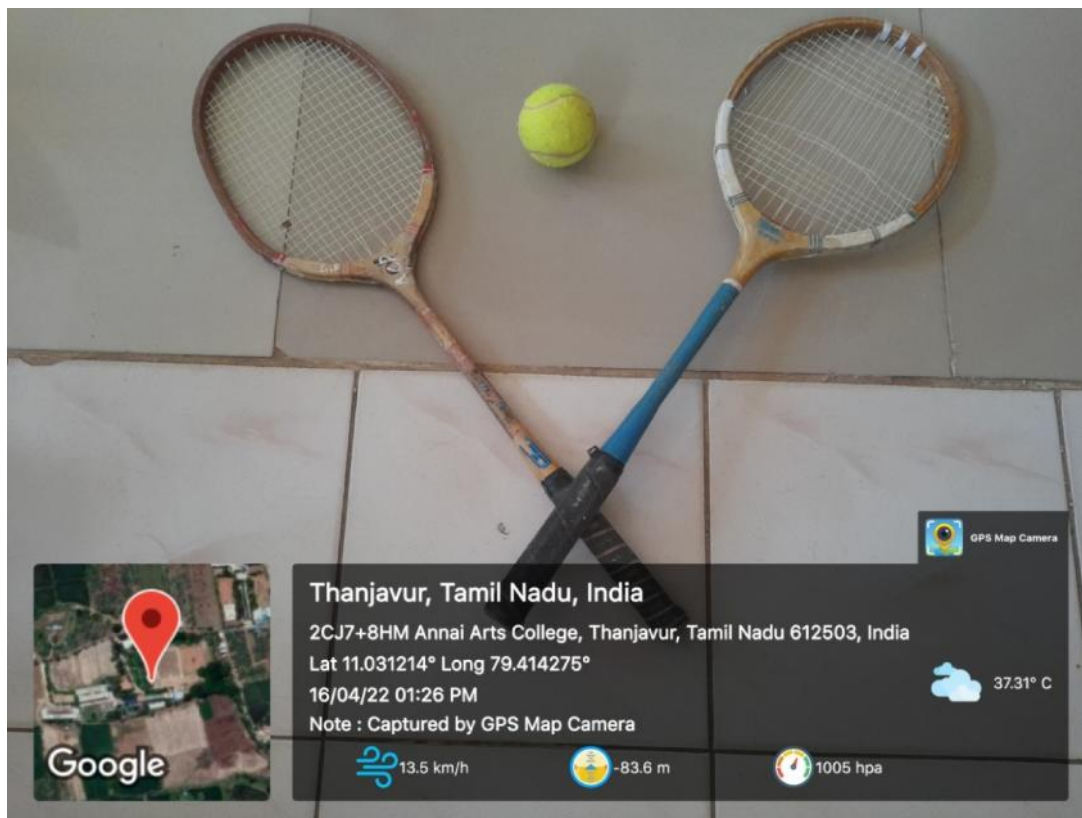 GPS Map Camera
Thanjavur, Tamil Nadu, India
2CJ7+8HM Annai Arts College, Thanjavur, Tamil Nadu 612503, India
Lat 11.031214° Long 79.414275°
16/04/22 01:26 PM
Note : Captured by GPS Map Camera
37.31° C
Google
13.5 km/h
-83.6 m
1005 hpa